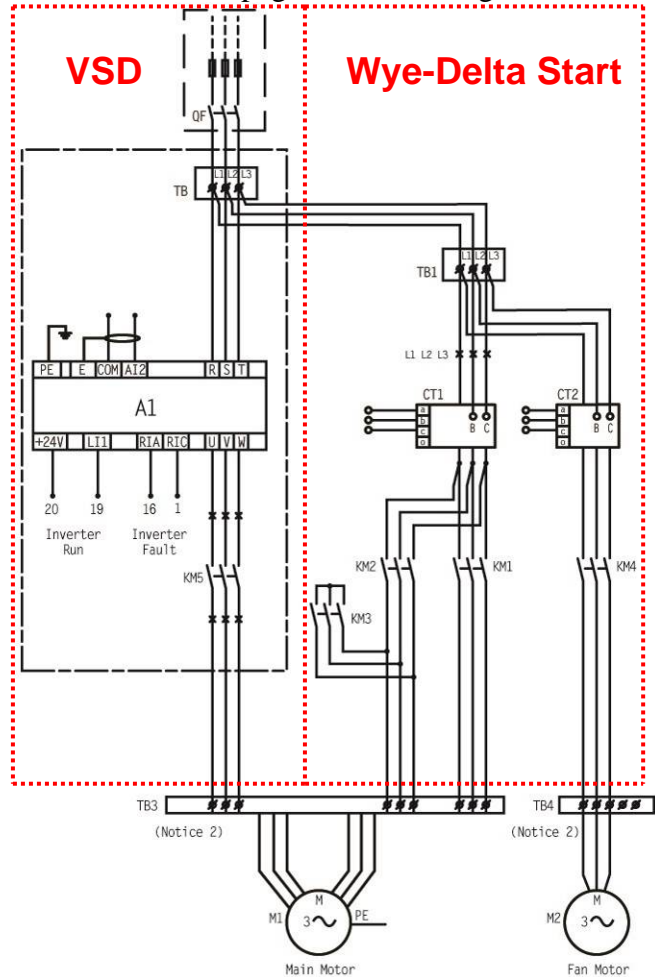 VSD
Wye-Delta Start
QF
TB
L1 L2 L3
TB1
L1 L2 L3
L1 L2 L3
PE E COM AI2 R S T
A1
+24V LI1 RIA RIC U V W
CT1
a
b
c
o
B C
CT2
a
b
c
o
B C
20 19 16 1
Inverter Run
Inverter Fault
KM5
KM2
KM1
KM4
KM3
TB3
(Notice 2)
TB4
(Notice 2)
M1
M
3
PE
Main Motor
M2
M
3
Fan Motor